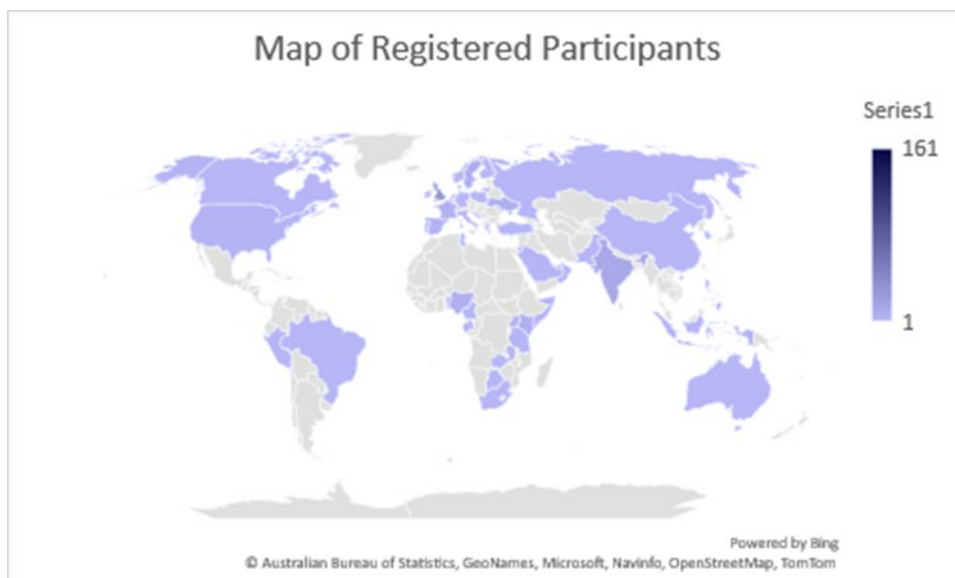 Map of Registered Participants
Series1
161
1
Powered by Bing
© Australian Bureau of Statistics, GeoNames, Microsoft, Navinfo, OpenStreetMap, TomTom